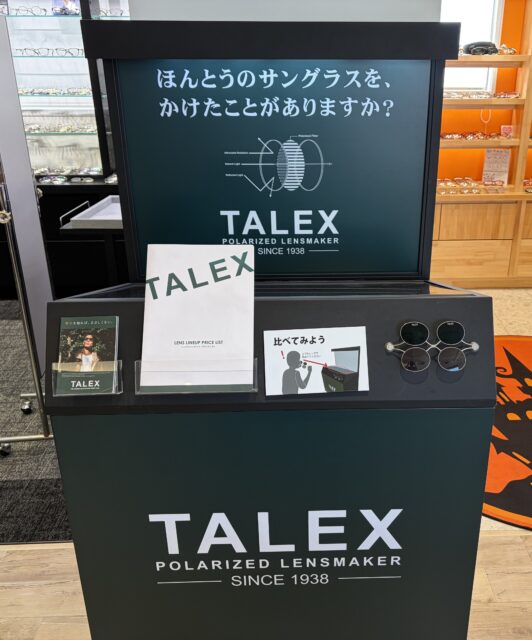 ほんとうのサングラスを、
かけたことがありますか?
Polarized Filter
TALEX
POLARIZED LENSMAKER
SINCE 1938
TALEX
LENS LINEUP PRICE LIST
TALEX
比べてみよう
!
TALEX
POLARIZED LENSMAKER
SINCE 1938